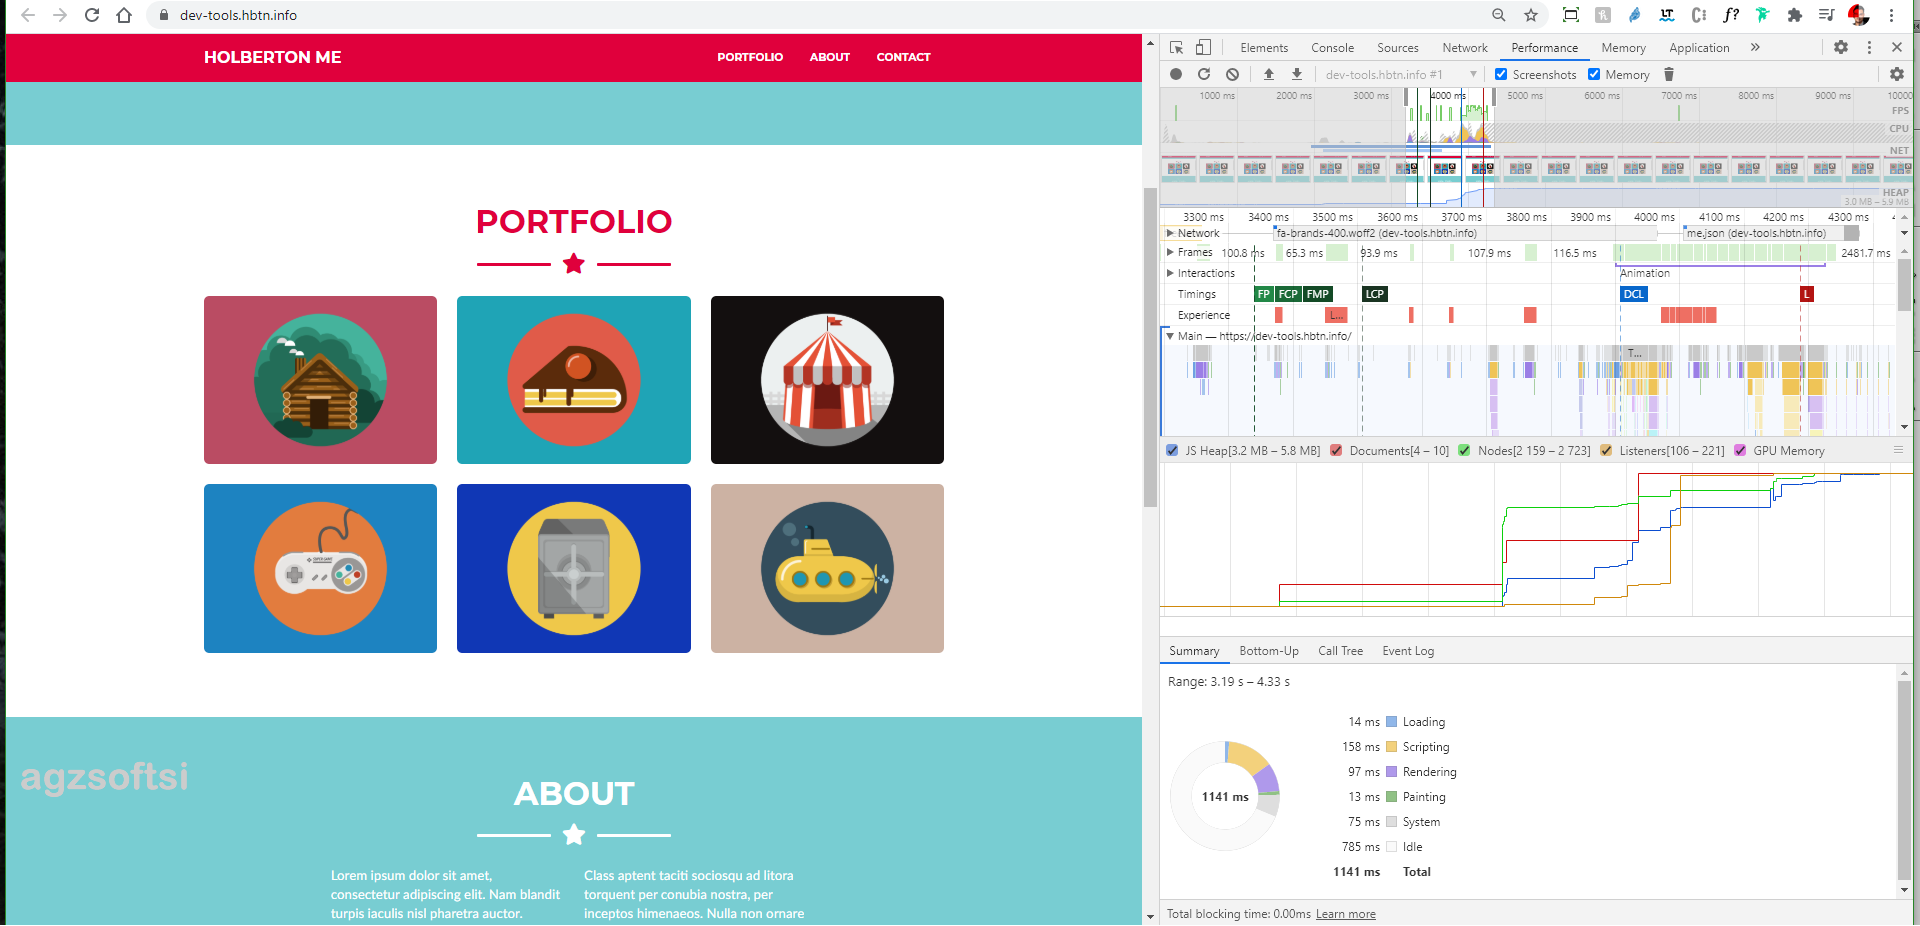 dev-tools.hbtn.info
HOLBERTON ME
PORTFOLIO ABOUT CONTACT
PORTFOLIO
agzsoftsi
ABOUT
Lorem ipsum dolor sit amet,
consectetur adipiscing elit. Nam blandit
turpis iaculis nisl pharetra auctor.
Class aptent taciti sociosqu ad litora
torquent per conubia nostra, per
inceptos himenaeos. Nulla non ornare
Elements Console Sources Network Performance Memory Application
dev-tools.hbtn.info #1 Screenshots Memory
1000 ms 2000 ms 3000 ms 4000 ms 5000 ms 6000 ms 7000 ms 8000 ms 9000 ms 10000
FPS
CPU
NET
HEAP
3.0 MB – 5.9 MB
3300 ms 3400 ms 3500 ms 3600 ms 3700 ms 3800 ms 3900 ms 4000 ms 4100 ms 4200 ms 4300 ms
Network fa-brands-400.woff2 (dev-tools.hbtn.info) me.json (dev-tools.hbtn.info)
Frames 100.8 ms 65.3 ms 93.9 ms 107.9 ms 116.5 ms 2481.7 ms
Interactions Animation
Timings FP FCP FMP LCP DCL L
Experience L...
Main — https://dev-tools.hbtn.info/
T...
JS Heap[3.2 MB – 5.8 MB] Documents[4 – 10] Nodes[2 159 – 2 723] Listeners[106 – 221] GPU Memory
Summary Bottom-Up Call Tree Event Log
Range: 3.19 s – 4.33 s
1141 ms
14 ms Loading
158 ms Scripting
97 ms Rendering
13 ms Painting
75 ms System
785 ms Idle
1141 ms Total
Total blocking time: 0.00ms Learn more